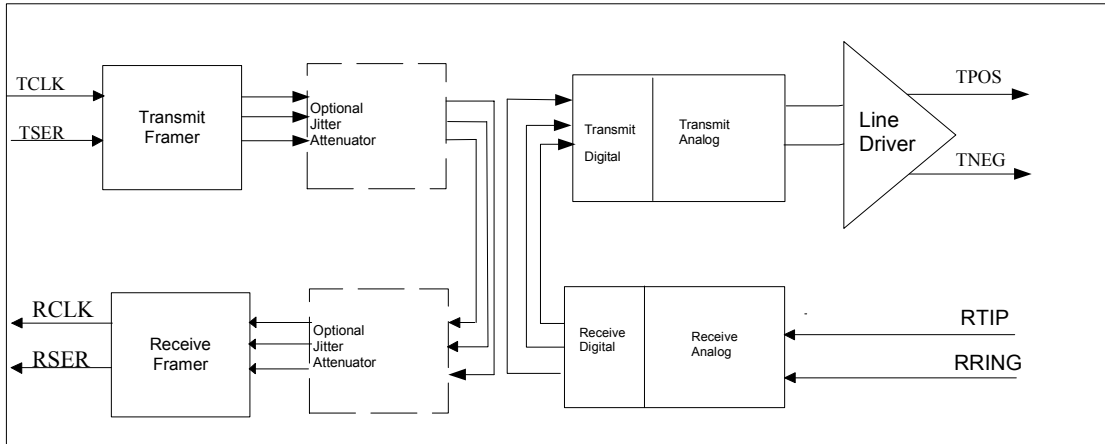 TCLK
TSER
Transmit
Framer
Optional
Jitter
Attenuator
Transmit
Digital
Transmit
Analog
Line
Driver
TPOS
TNEG
RCLK
RSER
Receive
Framer
Optional
Jitter
Attenuator
Receive
Digital
Receive
Analog
RTIP
RRING